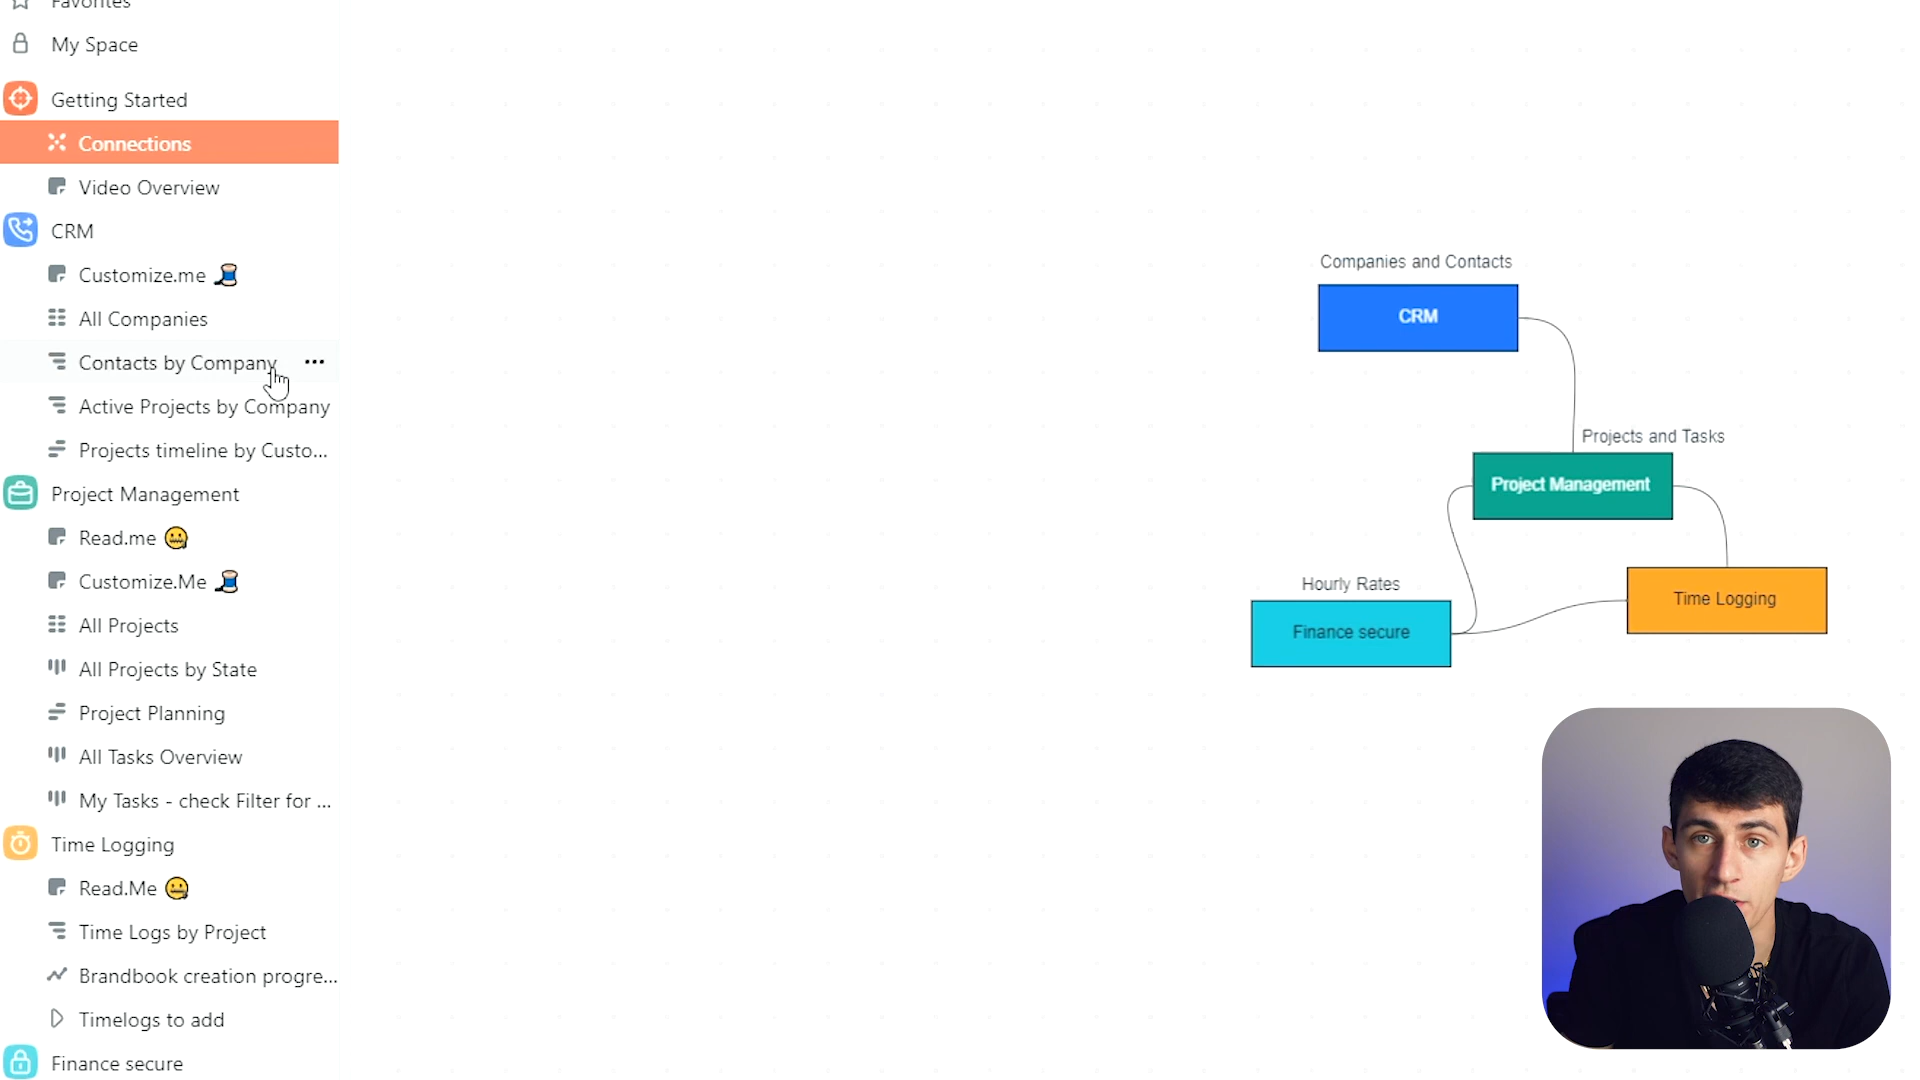 Favorites
My Space
Getting Started
Connections
Video Overview
CRM
Customize.me
All Companies
Contacts by Company
Active Projects by Company
Projects timeline by Custo...
Project Management
Read.me
Customize.Me
All Projects
All Projects by State
Project Planning
All Tasks Overview
My Tasks - check Filter for ...
Time Logging
Read.Me
Time Logs by Project
Brandbook creation progre...
Timelogs to add
Finance secure
Companies and Contacts
CRM
Projects and Tasks
Project Management
Hourly Rates
Finance secure
Time Logging